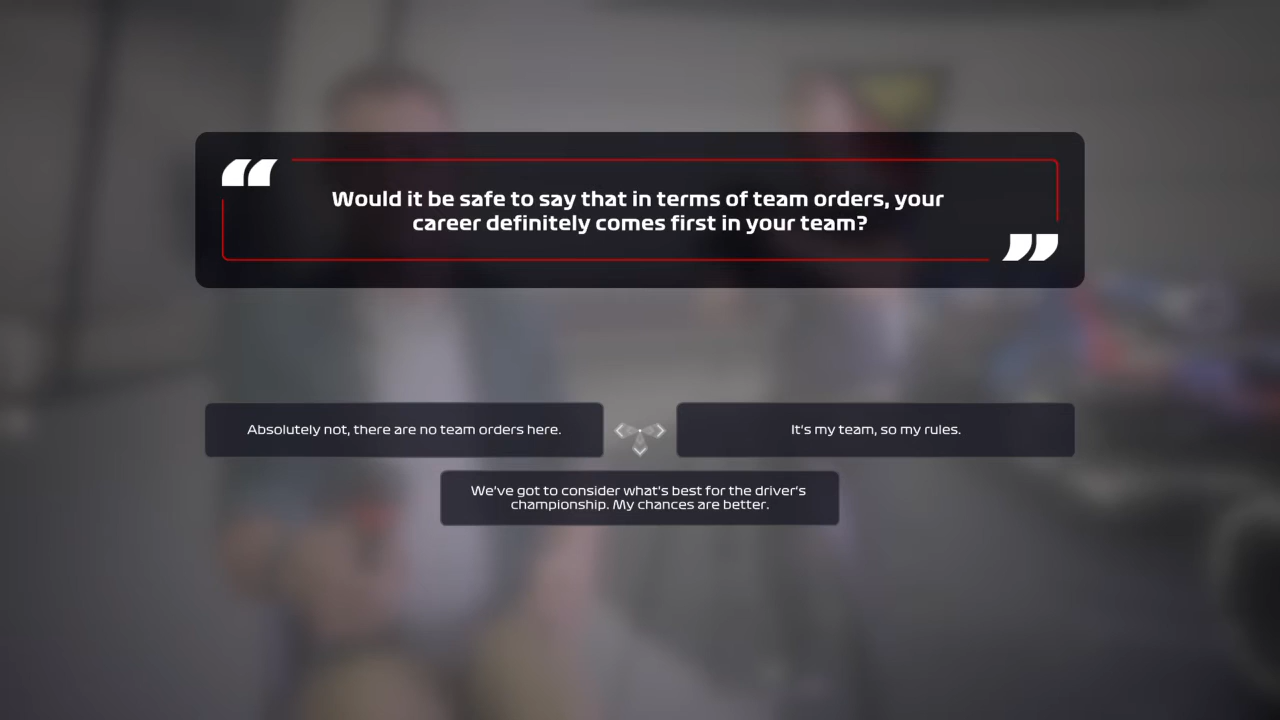 Would it be safe to say that in terms of team orders, your
career definitely comes first in your team?
Absolutely not, there are no team orders here.
It's my team, so my rules.
We've got to consider what's best for the driver's
championship. My chances are better.